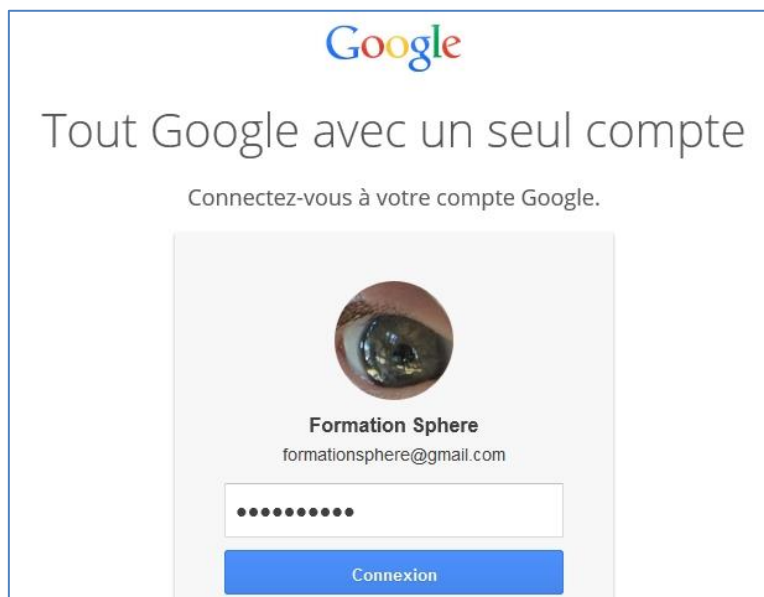 Google
Tout Google avec un seul compte
Connectez-vous à votre compte Google.
Formation Sphere
formationsphere@gmail.com
••••••••••
Connexion